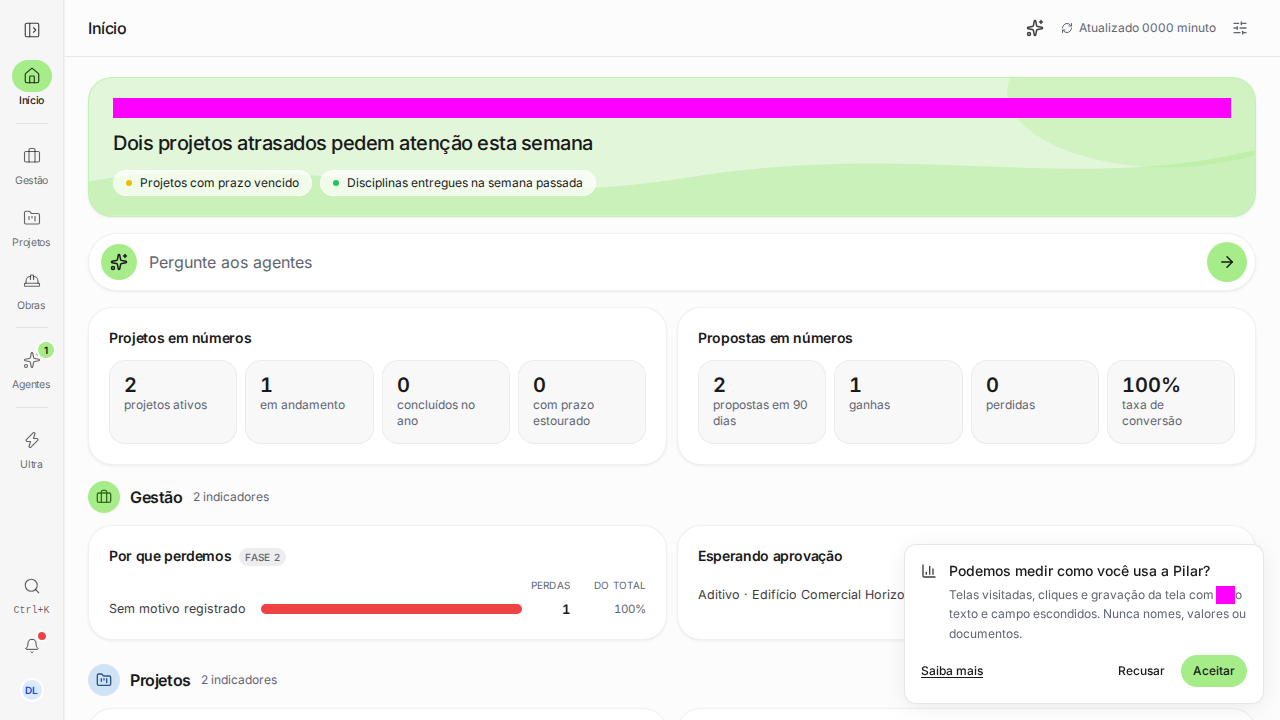 Início
Atualizado 0000 minuto
Início
Gestão
Projetos
Obras
1
Agentes
Ultra
Ctrl+K
DL
Dois projetos atrasados pedem atenção esta semana
Projetos com prazo vencido
Disciplinas entregues na semana passada
Pergunte aos agentes
Projetos em números
2
projetos ativos
1
em andamento
0
concluídos no
ano
0
com prazo
estourado
Propostas em números
2
propostas em 90
dias
1
ganhas
0
perdidas
100%
taxa de
conversão
Gestão
2 indicadores
Por que perdemos
FASE 2
PERDAS
DO TOTAL
Sem motivo registrado
1
100%
Esperando aprovação
Aditivo · Edifício Comercial Horizo
Projetos
2 indicadores
Podemos medir como você usa a Pilar?
Telas visitadas, cliques e gravação da tela com o
texto e campo escondidos. Nunca nomes, valores ou
documentos.
Saiba mais
Recusar
Aceitar